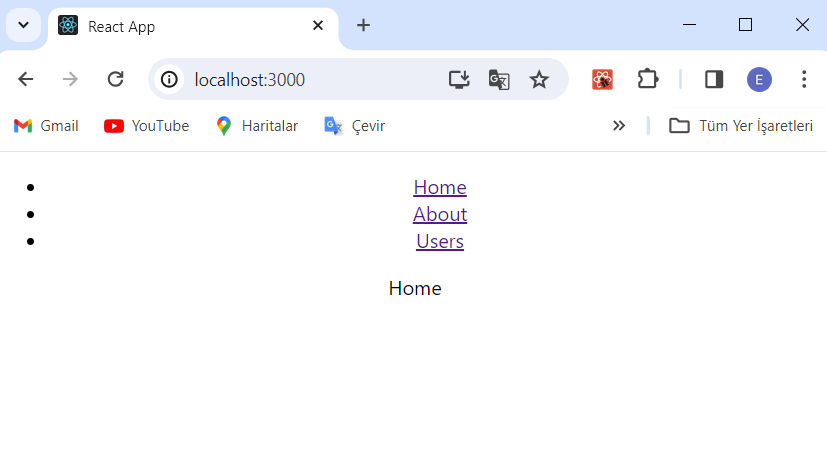 React App
localhost:3000
E
Gmail YouTube Haritalar Çevir Tüm Yer İşaretleri
Home
About
Users
Home